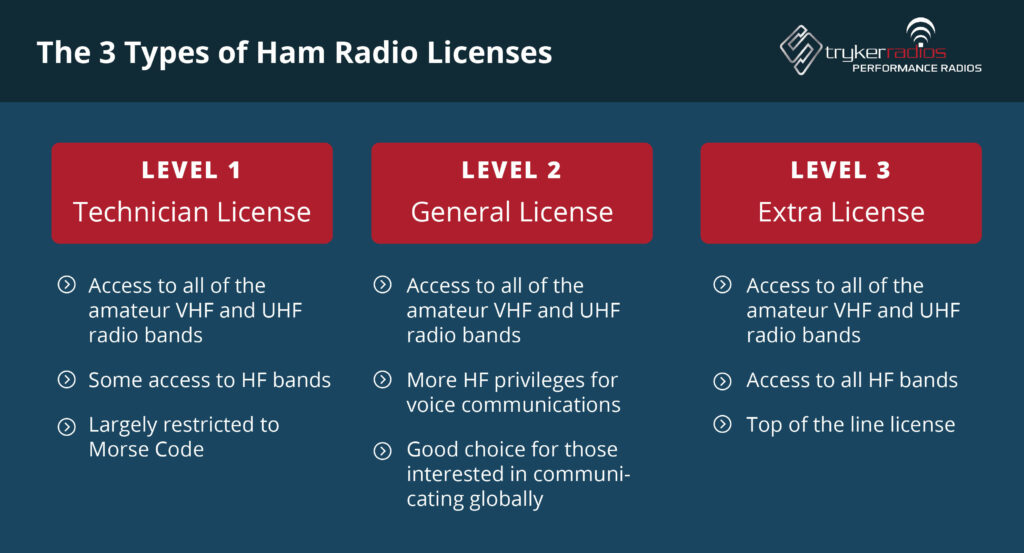 The 3 Types of Ham Radio Licenses
trykerradios
PERFORMANCE RADIOS
LEVEL 1
Technician License
Access to all of the
amateur VHF and UHF
radio bands
Some access to HF bands
Largely restricted to
Morse Code
LEVEL 2
General License
Access to all of the
amateur VHF and UHF
radio bands
More HF privileges for
voice communications
Good choice for those
interested in communi-
cating globally
LEVEL 3
Extra License
Access to all of the
amateur VHF and UHF
radio bands
Access to all HF bands
Top of the line license